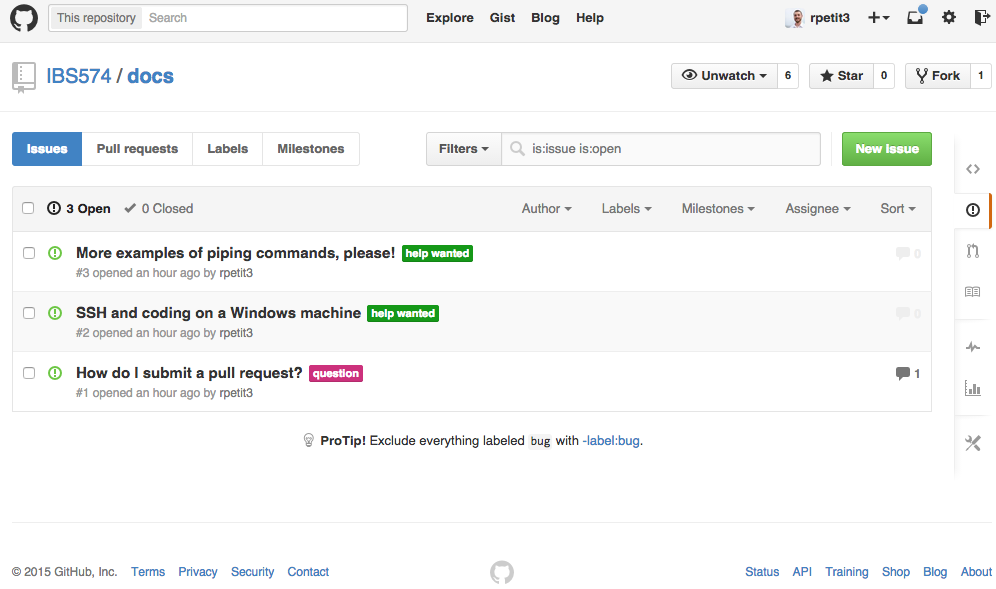 This repository Search Explore Gist Blog Help rpetit3
IBS574 / docs Unwatch 6 Star 0 Fork 1
Issues Pull requests Labels Milestones Filters is:issue is:open New Issue
3 Open 0 Closed Author Labels Milestones Assignee Sort
More examples of piping commands, please! help wanted 0
#3 opened an hour ago by rpetit3
SSH and coding on a Windows machine help wanted 0
#2 opened an hour ago by rpetit3
How do I submit a pull request? question 1
#1 opened an hour ago by rpetit3
ProTip! Exclude everything labeled bug with -label:bug.
© 2015 GitHub, Inc. Terms Privacy Security Contact Status API Training Shop Blog About